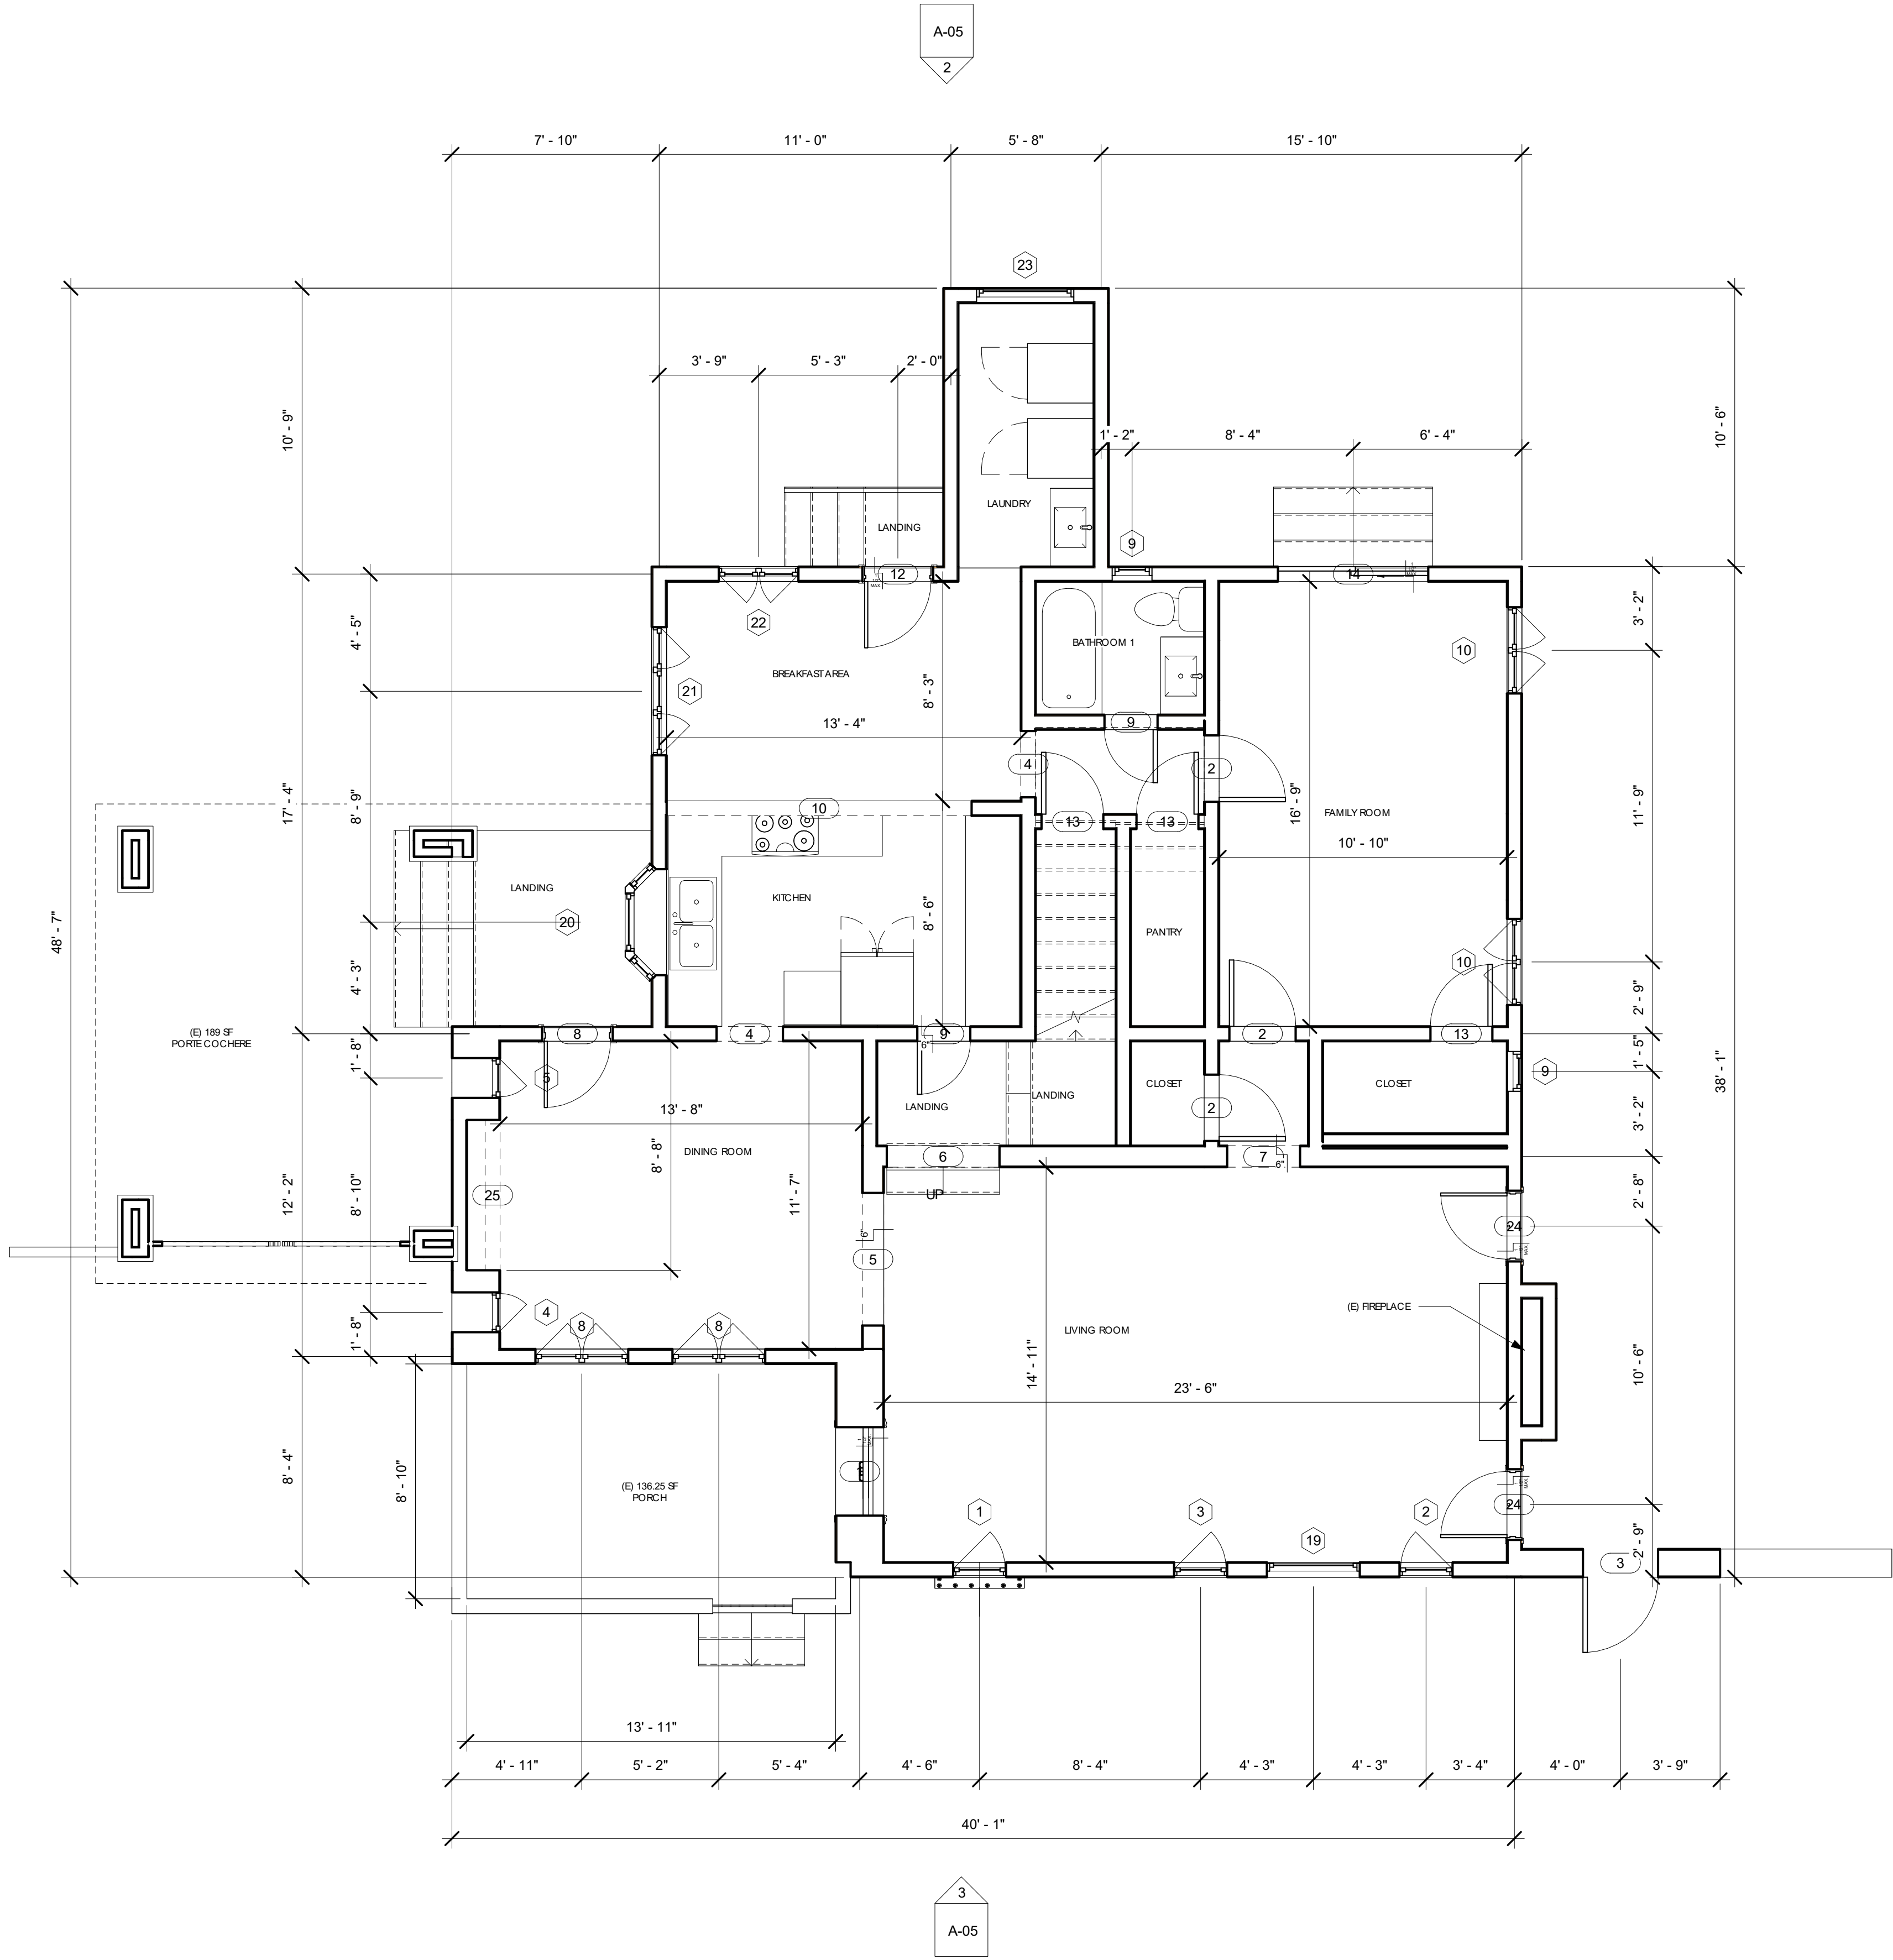 A-05
2
7' - 10"
11' - 0"
5' - 8"
15' - 10"
23
3' - 9"
5' - 3"
2' - 0"
10' - 9"
1' - 2"
8' - 4"
6' - 4"
10' - 6"
LAUNDRY
LANDING
9
12
14
22
4' - 5"
3' - 2"
BATHROOM 1
10
BREAKFAST AREA
8' - 3"
21
13' - 4"
9
4
2
17' - 4"
8' - 9"
10
13
13
16' - 9"
FAMILY ROOM
11' - 9"
10' - 10"
LANDING
KITCHEN
20
8' - 6"
PANTRY
48' - 7"
4' - 3"
10
2' - 9"
(E) 189 SF
PORTE COCHERE
8
4
9
6"
2
13
1' - 8"
5
1' - 5"
9
38' - 1"
CLOSET
CLOSET
LANDING
LANDING
13' - 8"
2
3' - 2"
DINING ROOM
8' - 8"
6
7
6"
12' - 2"
8' - 10"
25
11' - 7"
UP
2' - 8"
24
6"
5
4
8
8
1' - 8"
(E) FIREPLACE
LIVING ROOM
14' - 11"
10' - 6"
23' - 6"
8' - 4"
8' - 10"
(E) 136.25 SF
PORCH
1
3
2
24
19
2' - 9"
3
13' - 11"
4' - 11"
5' - 2"
5' - 4"
4' - 6"
8' - 4"
4' - 3"
4' - 3"
3' - 4"
4' - 0"
3' - 9"
40' - 1"
3
A-05